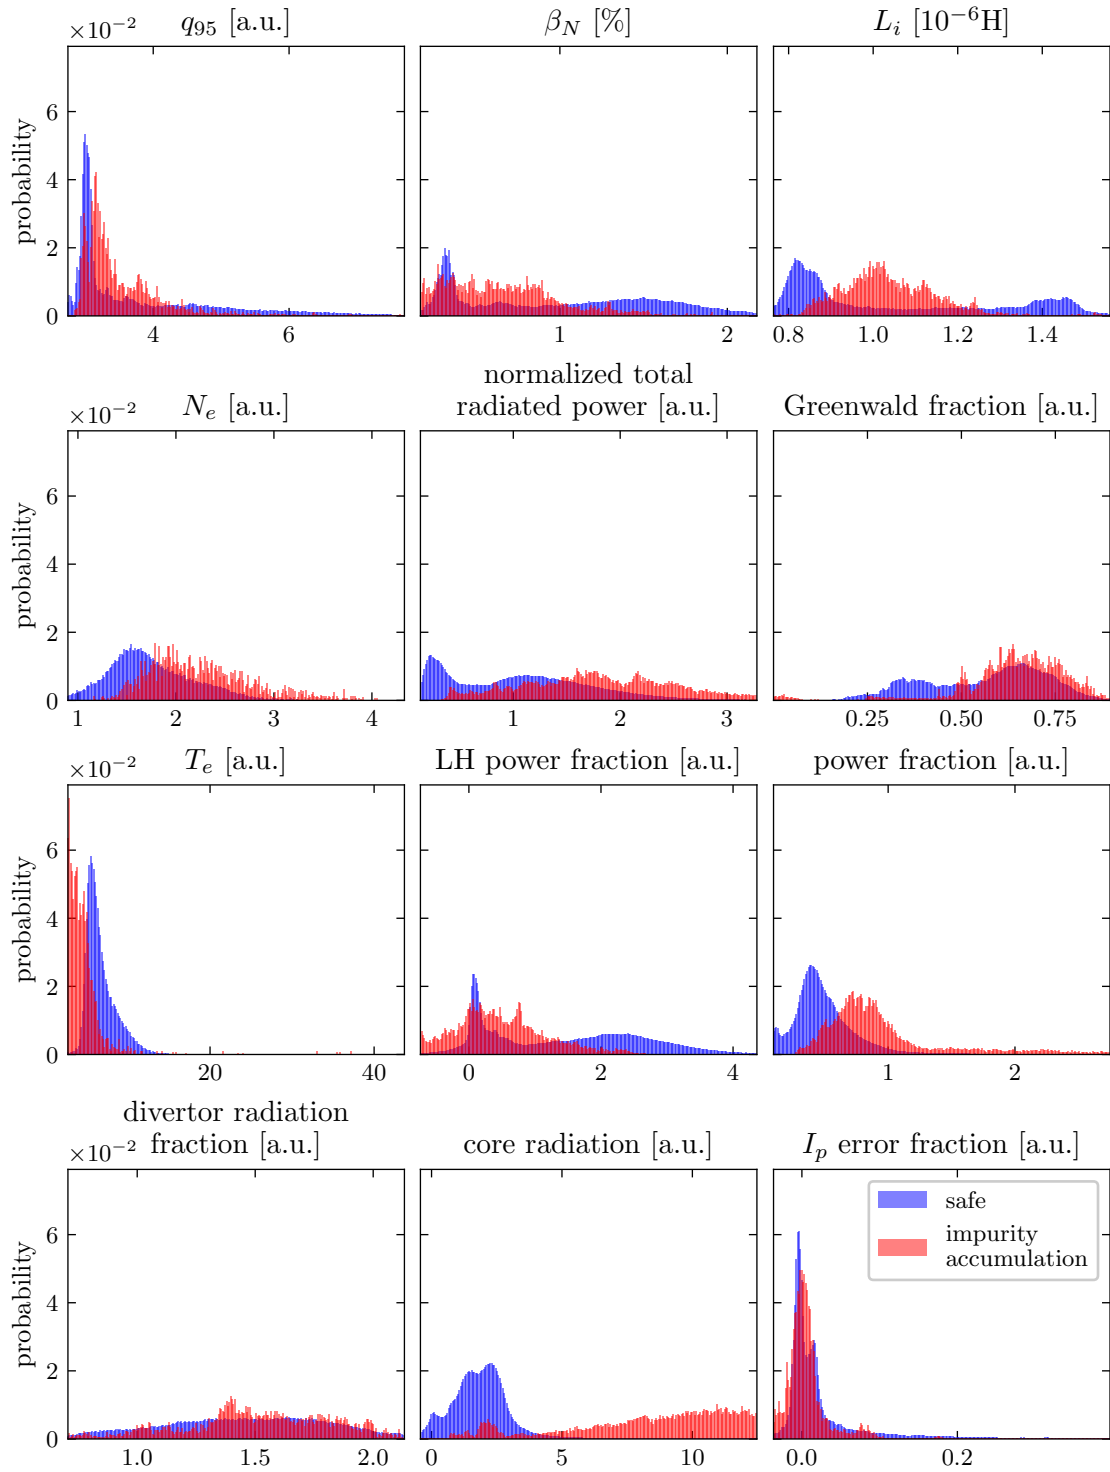 ×10⁻² q₉₅ [a.u.] β_N [%] L_i [10⁻⁶H]
probability
6
4
2
0
4 6 1 2 0.8 1.0 1.2 1.4
normalized total
×10⁻² N_e [a.u.] radiated power [a.u.] Greenwald fraction [a.u.]
probability
6
4
2
0
1 2 3 4 1 2 3 0.25 0.50 0.75
×10⁻² T_e [a.u.] LH power fraction [a.u.] power fraction [a.u.]
probability
6
4
2
0
20 40 0 2 4 1 2
divertor radiation
×10⁻² fraction [a.u.] core radiation [a.u.] I_p error fraction [a.u.]
probability
6
4
2
0
safe
impurity
accumulation
1.0 1.5 2.0 0 5 10 0.0 0.2